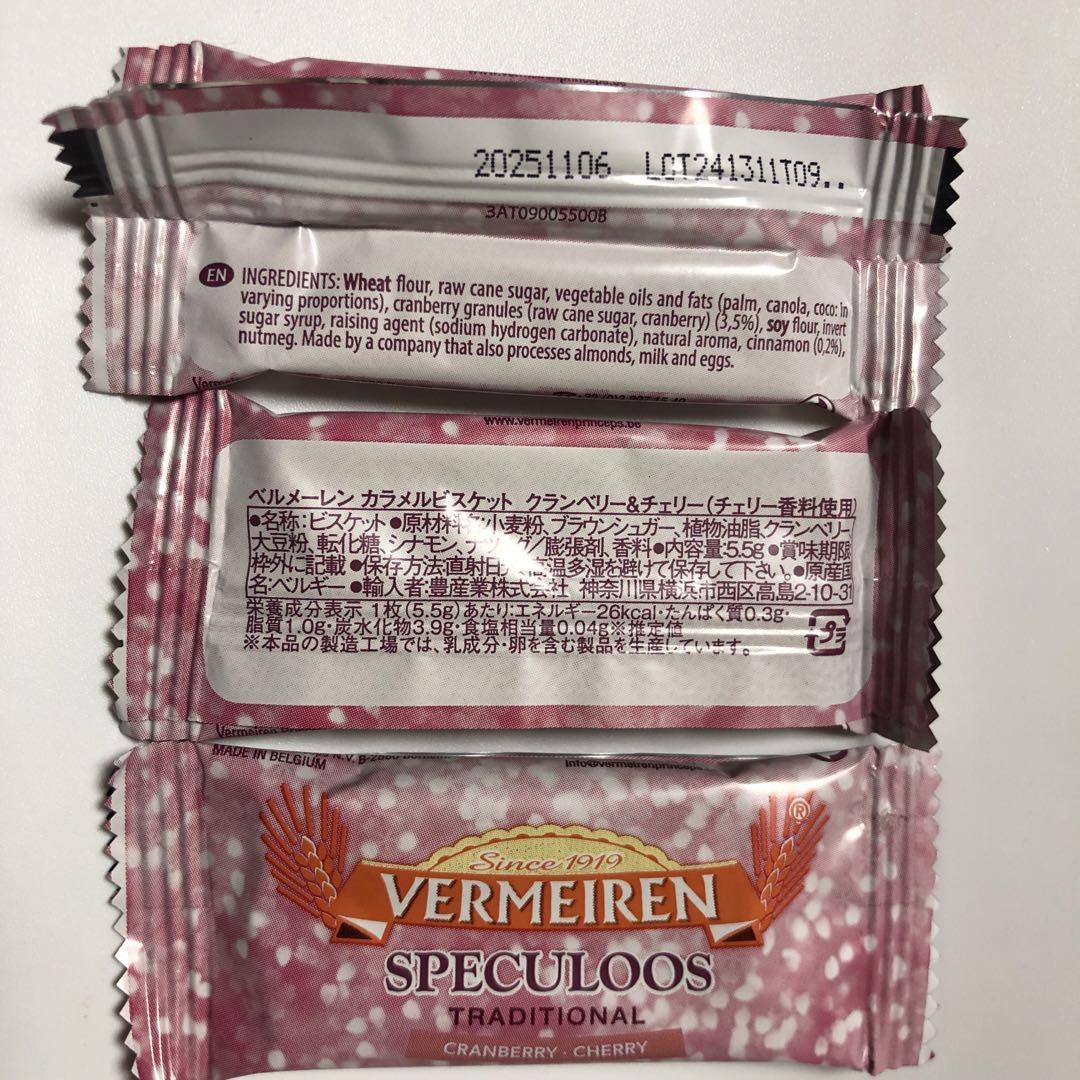 20251106 LGT241311T09..
3AT09005500B
EN INGREDIENTS: Wheat flour, raw cane sugar, vegetable oils and fats (palm, canola, coco: in
varying proportions), cranberry granules (raw cane sugar, cranberry) (3,5%), soy flour, invert
sugar syrup, raising agent (sodium hydrogen carbonate), natural aroma, cinnamon (0,2%),
nutmeg. Made by a company that also processes almonds, milk and eggs.
www.vermeirenprinceps.be
ベルメーレン カラメルビスケット クランベリー&チェリー(チェリー香料使用)
●名称:ビスケット ●原材料名:小麦粉、ブラウンシュガー、植物油脂、クランベリー、
大豆粉、転化糖、シナモン、ナツメグ/膨張剤、香料 ●内容量:5.5g ●賞味期限:
枠外に記載 ●保存方法:直射日光、高温多湿を避けて保存して下さい。●原産国
名:ベルギー ●輸入者:豊産業株式会社 神奈川県横浜市西区高島2-10-31
栄養成分表示 1枚(5.5g)あたり:エネルギー26kcal・たんぱく質0.3g・
脂質1.0g・炭水化物3.9g・食塩相当量0.04g※推定値
※本品の製造工場では、乳成分・卵を含む製品を生産しています。
プラ
Vermeiren
MADE IN BELGIUM N.V. B-2880
info@vermeirenprinceps
®
Since 1919
VERMEIREN
SPECULOOS
TRADITIONAL
CRANBERRY · CHERRY